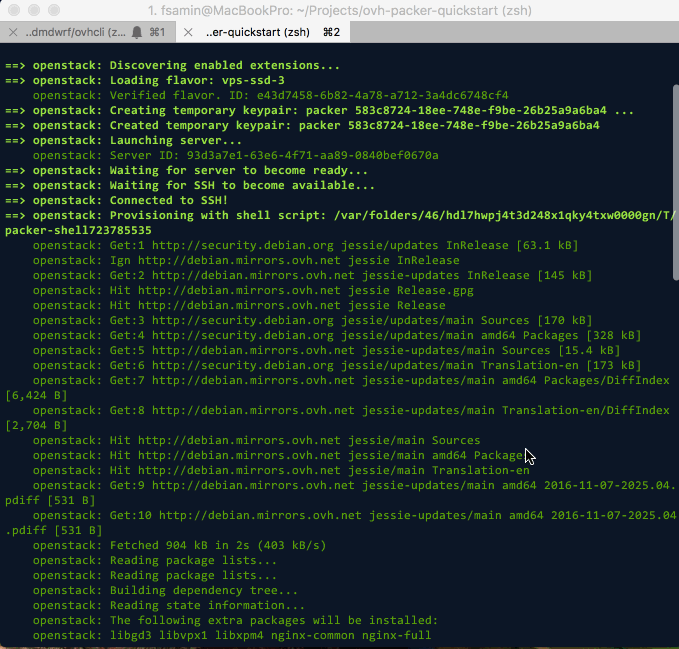 1. fsamin@MacBookPro: ~/Projects/ovh-packer-quickstart (zsh)
..dmdwrf/ovhcli (z... ⌘1 ..er-quickstart (zsh) ⌘2
==> openstack: Discovering enabled extensions...
==> openstack: Loading flavor: vps-ssd-3
    openstack: Verified flavor. ID: e43d7458-6b82-4a78-a712-3a4dc6748cf4
==> openstack: Creating temporary keypair: packer 583c8724-18ee-748e-f9be-26b25a9a6ba4 ...
==> openstack: Created temporary keypair: packer 583c8724-18ee-748e-f9be-26b25a9a6ba4
==> openstack: Launching server...
    openstack: Server ID: 93d3a7e1-63e6-4f71-aa89-0840bef0670a
==> openstack: Waiting for server to become ready...
==> openstack: Waiting for SSH to become available...
==> openstack: Connected to SSH!
==> openstack: Provisioning with shell script: /var/folders/46/hdl7hwpj4t3d248x1qky4txw0000gn/T/
packer-shell723785535
    openstack: Get:1 http://security.debian.org jessie/updates InRelease [63.1 kB]
    openstack: Ign http://debian.mirrors.ovh.net jessie InRelease
    openstack: Get:2 http://debian.mirrors.ovh.net jessie-updates InRelease [145 kB]
    openstack: Hit http://debian.mirrors.ovh.net jessie Release.gpg
    openstack: Hit http://debian.mirrors.ovh.net jessie Release
    openstack: Get:3 http://security.debian.org jessie/updates/main Sources [170 kB]
    openstack: Get:4 http://security.debian.org jessie/updates/main amd64 Packages [328 kB]
    openstack: Get:5 http://debian.mirrors.ovh.net jessie-updates/main Sources [15.4 kB]
    openstack: Get:6 http://security.debian.org jessie/updates/main Translation-en [173 kB]
    openstack: Get:7 http://debian.mirrors.ovh.net jessie-updates/main amd64 Packages/DiffIndex
[6,424 B]
    openstack: Get:8 http://debian.mirrors.ovh.net jessie-updates/main Translation-en/DiffIndex
[2,704 B]
    openstack: Hit http://debian.mirrors.ovh.net jessie/main Sources
    openstack: Hit http://debian.mirrors.ovh.net jessie/main amd64 Packages
    openstack: Hit http://debian.mirrors.ovh.net jessie/main Translation-en
    openstack: Get:9 http://debian.mirrors.ovh.net jessie-updates/main amd64 2016-11-07-2025.04.
pdiff [531 B]
    openstack: Get:10 http://debian.mirrors.ovh.net jessie-updates/main amd64 2016-11-07-2025.04
.pdiff [531 B]
    openstack: Fetched 904 kB in 2s (403 kB/s)
    openstack: Reading package lists...
    openstack: Reading package lists...
    openstack: Building dependency tree...
    openstack: Reading state information...
    openstack: The following extra packages will be installed:
    openstack: libgd3 libvpx1 libxpm4 nginx-common nginx-full